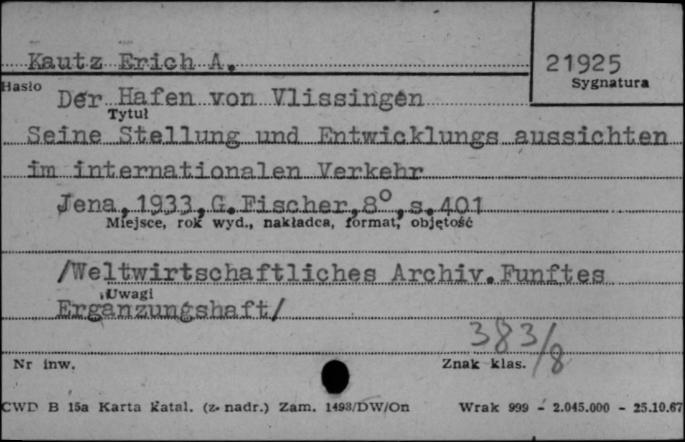 Kautz Erich A.
21925
Hasło
Sygnatura
Der Hafen von Vlissingen
Tytuł
Seine Stellung und Entwicklungs aussichten
im internationalen Verkehr
Jena, 1933, G. Fischer, 8°, s. 401
Miejsce, rok wyd., nakładca, format, objętość
/Weltwirtschaftliches Archiv. Funftes
Uwagi
Erganzungshaft/
383/8
Nr inw.
Znak klas.
CWD B 15a Karta katal. (z. nadr.) Zam. 1493/DW/On Wrak 999 - 2.045.000 - 25.10.67